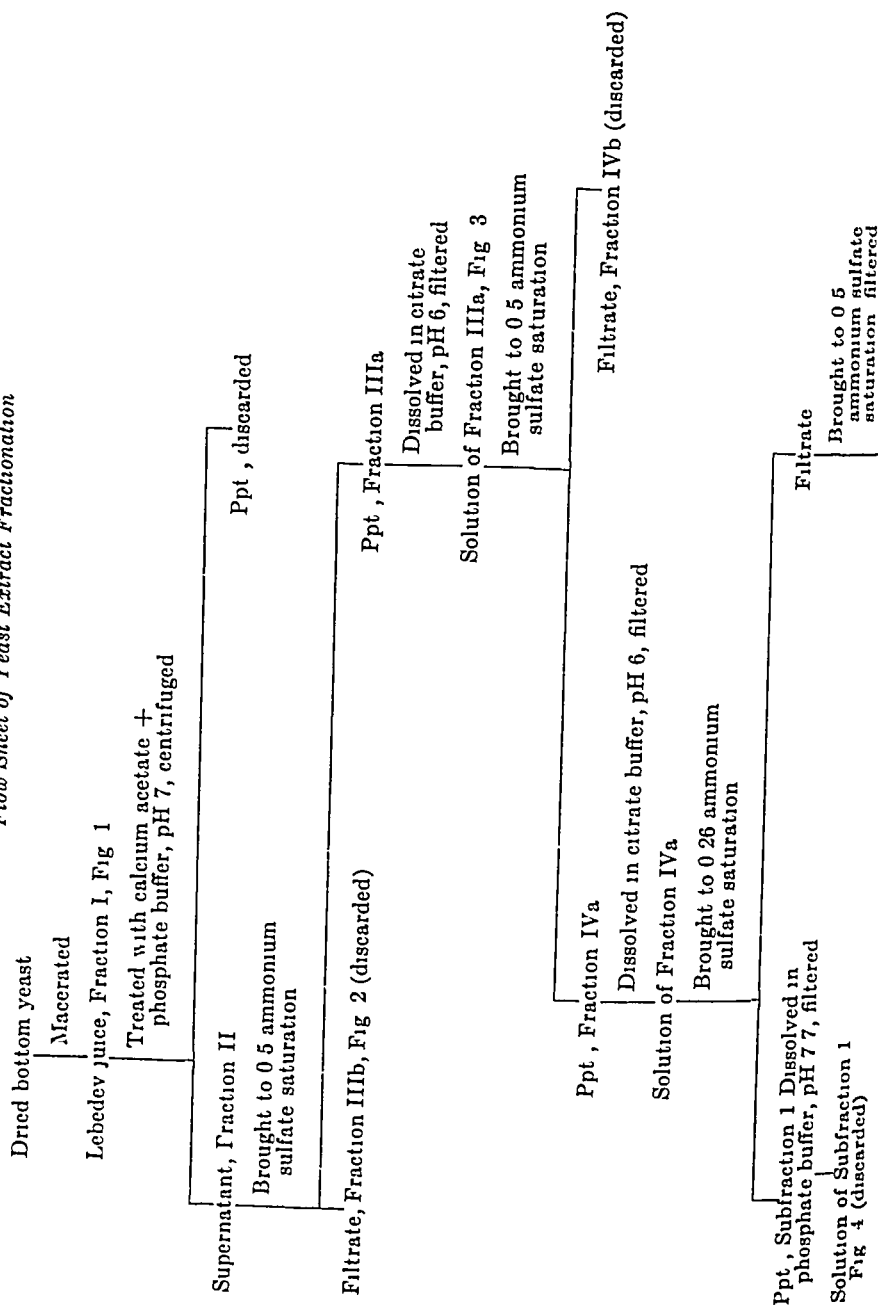 Flow Sheet of Yeast Extract Fractionation
Dried bottom yeast
Macerated
Lebedev juice, Fraction I, Fig 1
Treated with calcium acetate +
phosphate buffer, pH 7, centrifuged
Supernatant, Fraction II
Ppt , discarded
Brought to 0 5 ammonium
sulfate saturation
Filtrate, Fraction IIIb, Fig 2 (discarded)
Ppt , Fraction IIIa
Dissolved in citrate
buffer, pH 6, filtered
Solution of Fraction IIIa, Fig 3
Brought to 0 5 ammonium
sulfate saturation
Ppt , Fraction IVa
Filtrate, Fraction IVb (discarded)
Dissolved in citrate buffer, pH 6, filtered
Solution of Fraction IVa
Brought to 0 26 ammonium
sulfate saturation
Ppt , Subfraction 1 Dissolved in
phosphate buffer, pH 7 7, filtered
Solution of Subfraction 1
Fig 4 (discarded)
Filtrate
Brought to 0 5
ammonium sulfate
saturation filtered